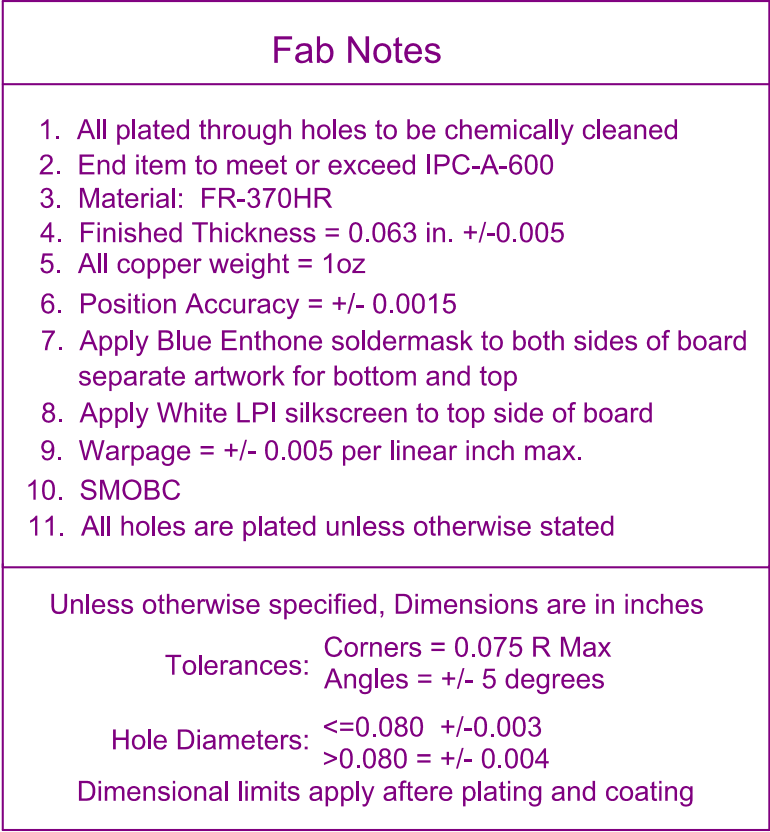 Fab Notes
1. All plated through holes to be chemically cleaned
2. End item to meet or exceed IPC-A-600
3. Material: FR-370HR
4. Finished Thickness = 0.063 in. +/-0.005
5. All copper weight = 1oz
6. Position Accuracy = +/- 0.0015
7. Apply Blue Enthone soldermask to both sides of board
separate artwork for bottom and top
8. Apply White LPI silkscreen to top side of board
9. Warpage = +/- 0.005 per linear inch max.
10. SMOBC
11. All holes are plated unless otherwise stated
Unless otherwise specified, Dimensions are in inches
Tolerances: Corners = 0.075 R Max
Angles = +/- 5 degrees
Hole Diameters: <=0.080 +/-0.003
>0.080 = +/- 0.004
Dimensional limits apply aftere plating and coating